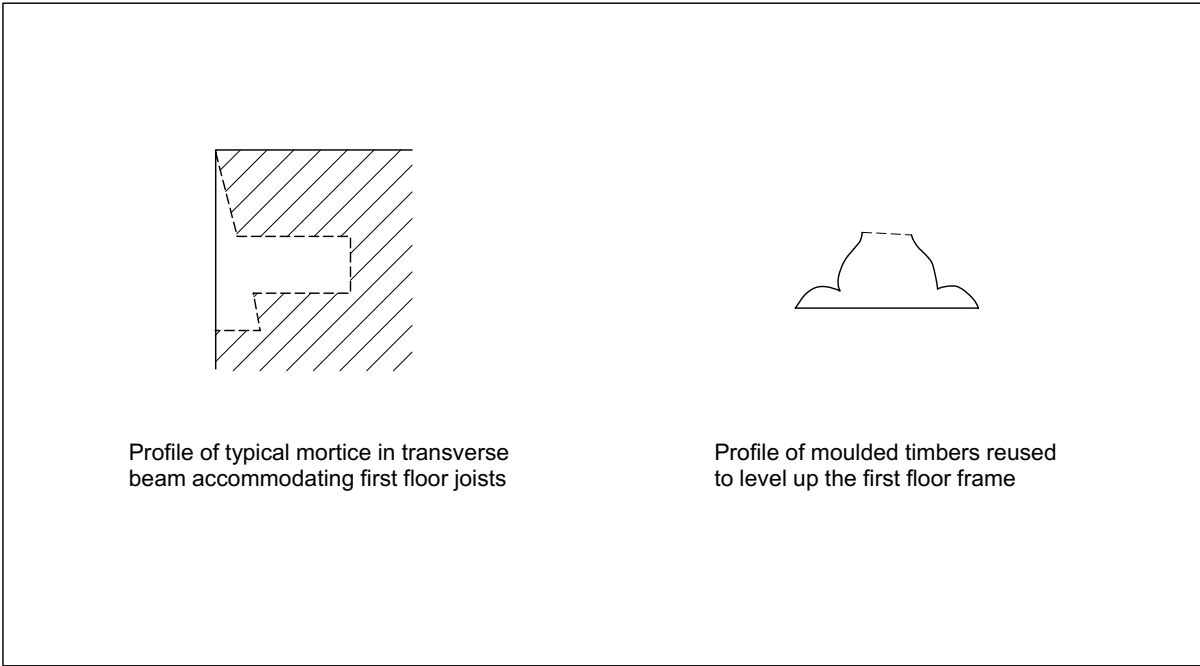 Profile of typical mortice in transverse
beam accommodating first floor joists
Profile of moulded timbers reused
to level up the first floor frame